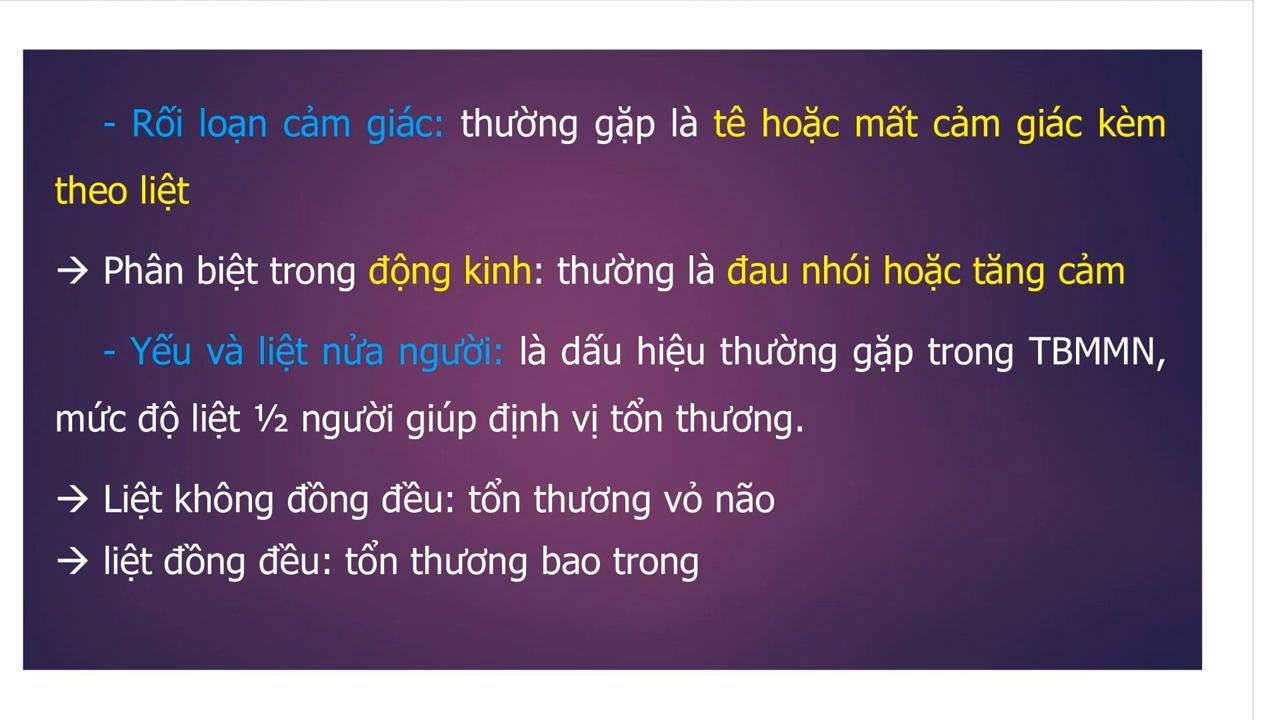 - Rối loạn cảm giác: thường gặp là tê hoặc mất cảm giác kèm
theo liệt
→ Phân biệt trong động kinh: thường là đau nhói hoặc tăng cảm
- Yếu và liệt nửa người: là dấu hiệu thường gặp trong TBMMN,
mức độ liệt ½ người giúp định vị tổn thương.
→ Liệt không đồng đều: tổn thương vỏ não
→ liệt đồng đều: tổn thương bao trong